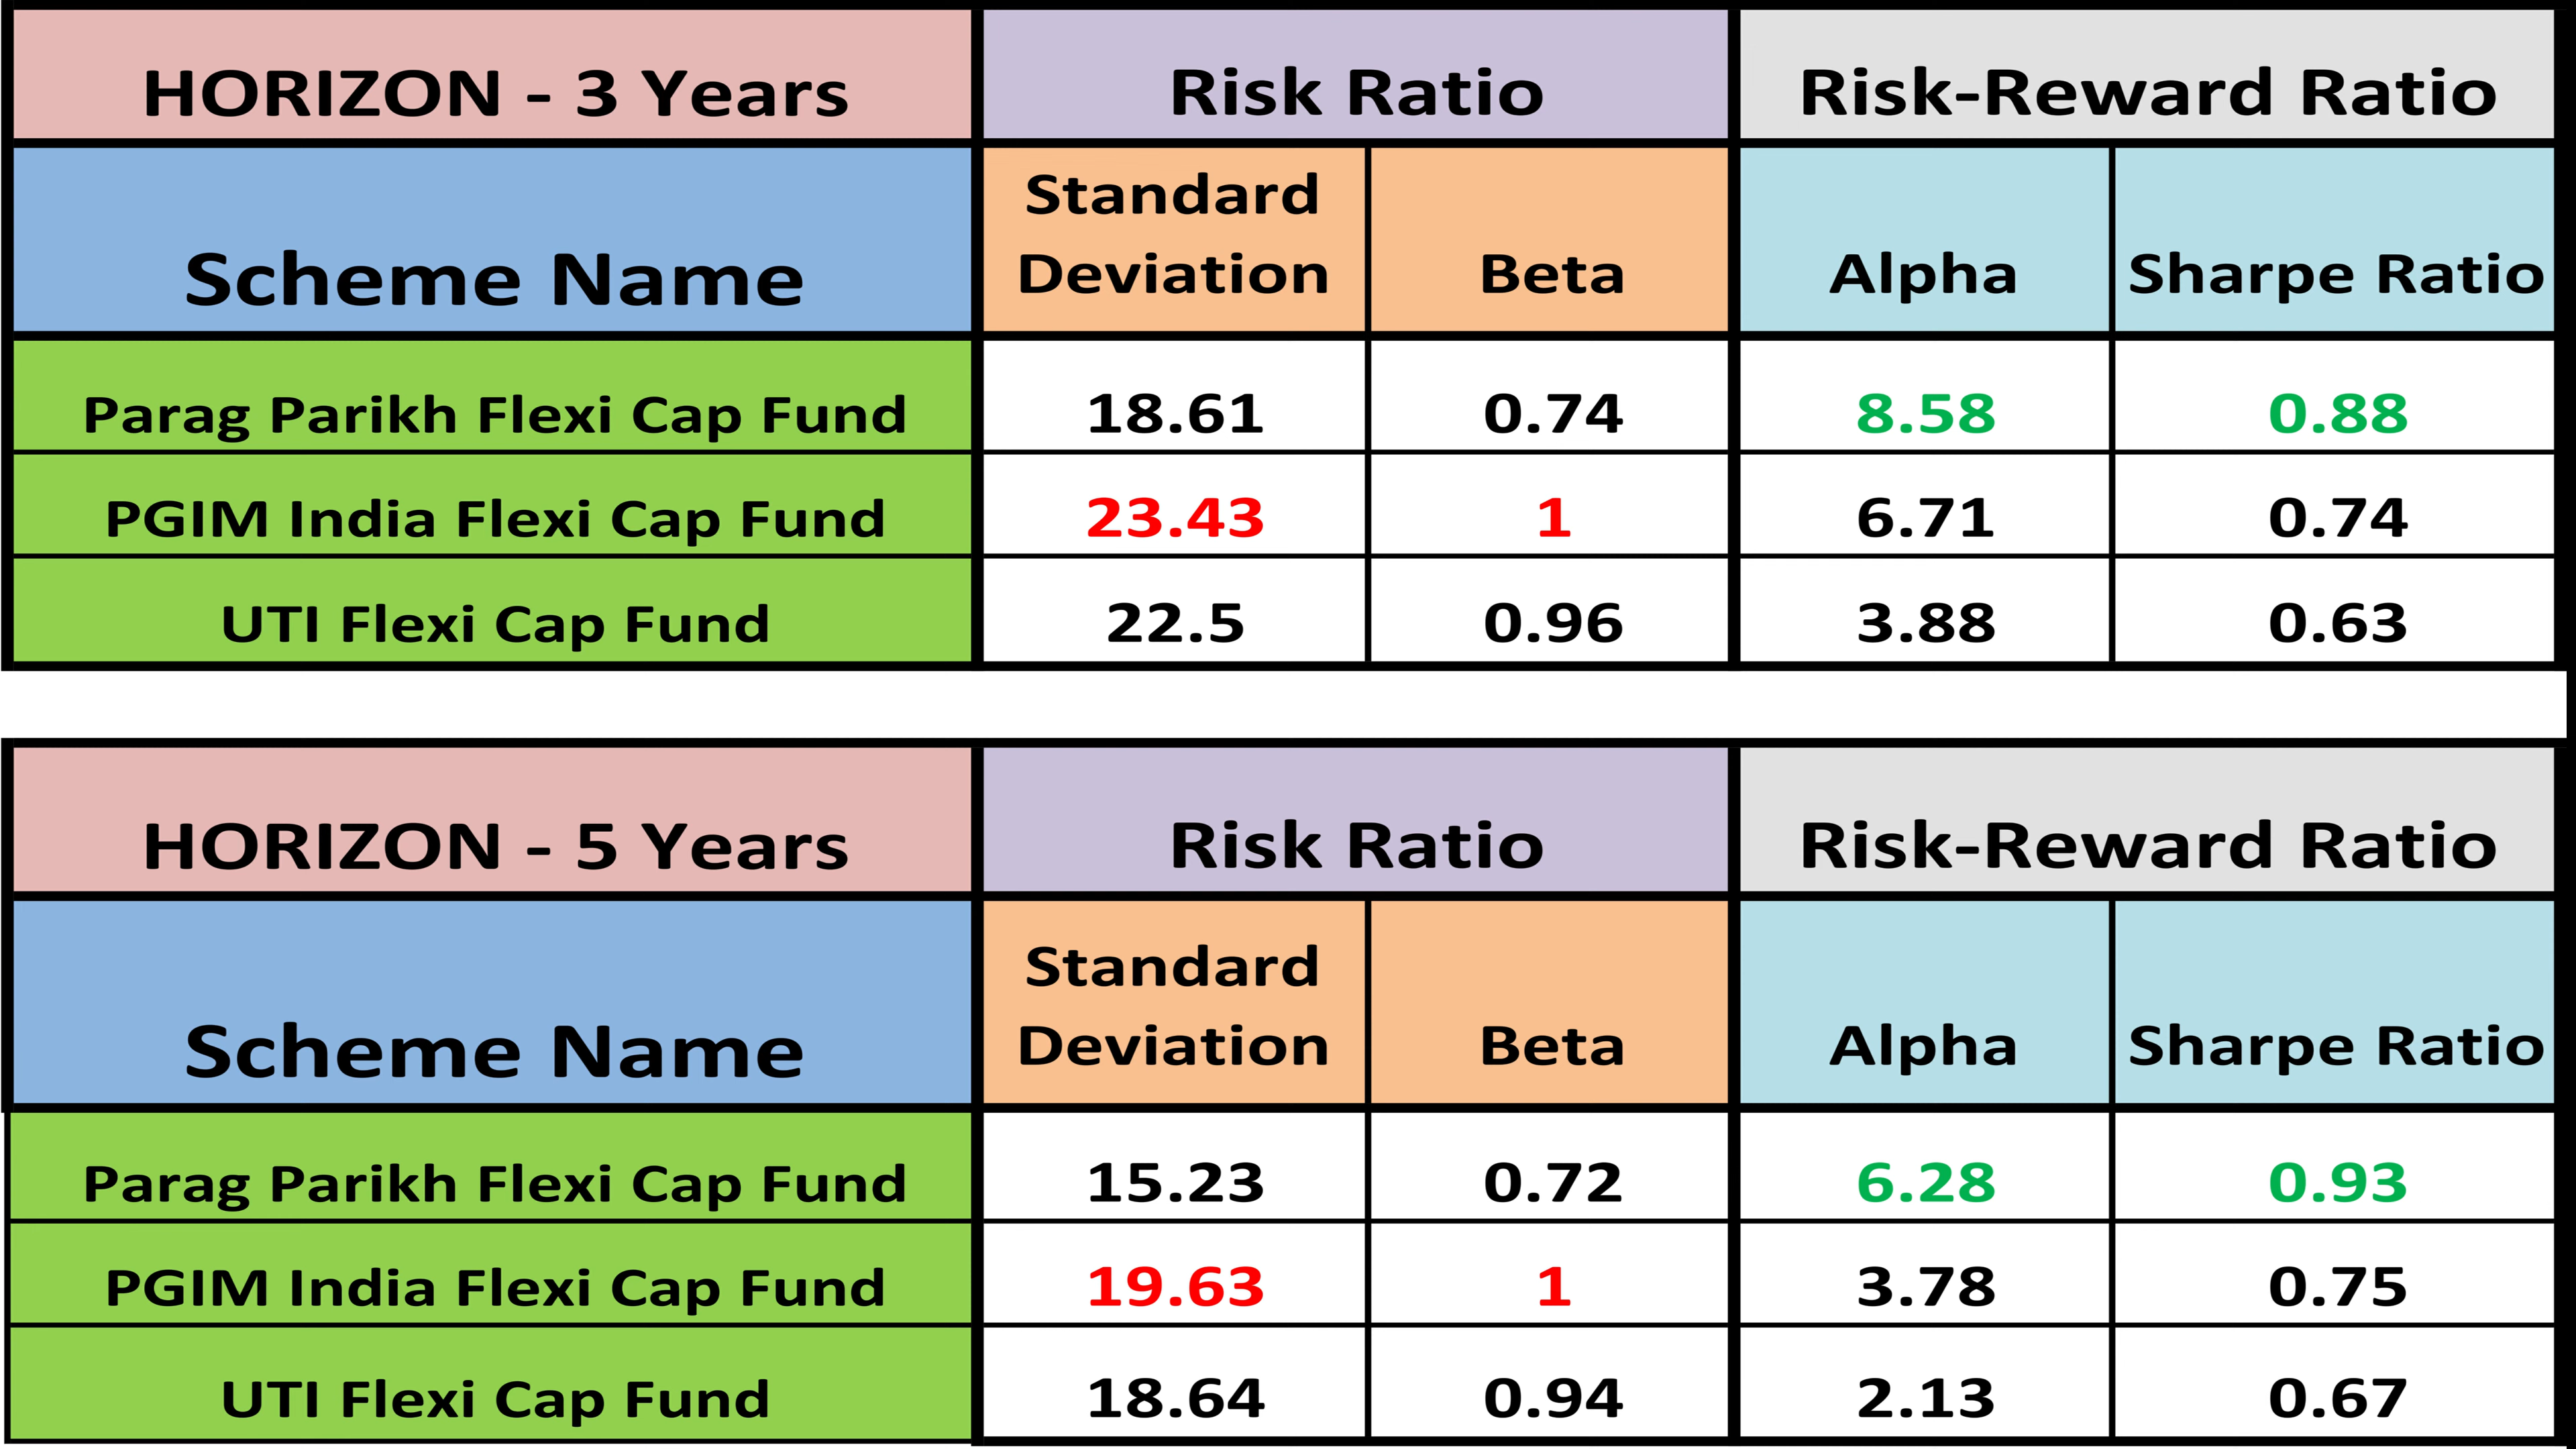 HORIZON - 3 Years Risk Ratio Risk-Reward Ratio
Scheme Name Standard Deviation Beta Alpha Sharpe Ratio
Parag Parikh Flexi Cap Fund 18.61 0.74 8.58 0.88
PGIM India Flexi Cap Fund 23.43 1 6.71 0.74
UTI Flexi Cap Fund 22.5 0.96 3.88 0.63
HORIZON - 5 Years Risk Ratio Risk-Reward Ratio
Scheme Name Standard Deviation Beta Alpha Sharpe Ratio
Parag Parikh Flexi Cap Fund 15.23 0.72 6.28 0.93
PGIM India Flexi Cap Fund 19.63 1 3.78 0.75
UTI Flexi Cap Fund 18.64 0.94 2.13 0.67